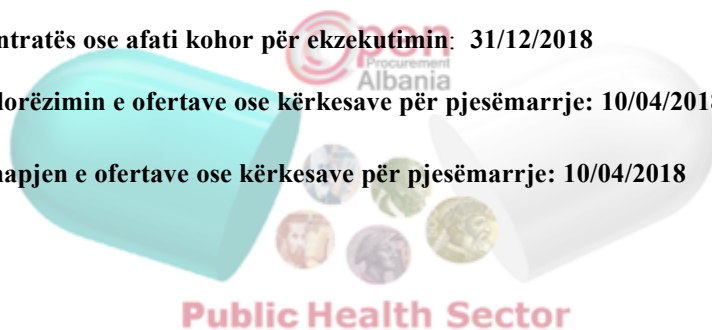 ntratës ose afati kohor për ekzekutimin: 31/12/2018
Open
Procurement
Albania
dorëzimin e ofertave ose kërkesave për pjesëmarrje: 10/04/2018
hapjen e ofertave ose kërkesave për pjesëmarrje: 10/04/2018
Public Health Sector